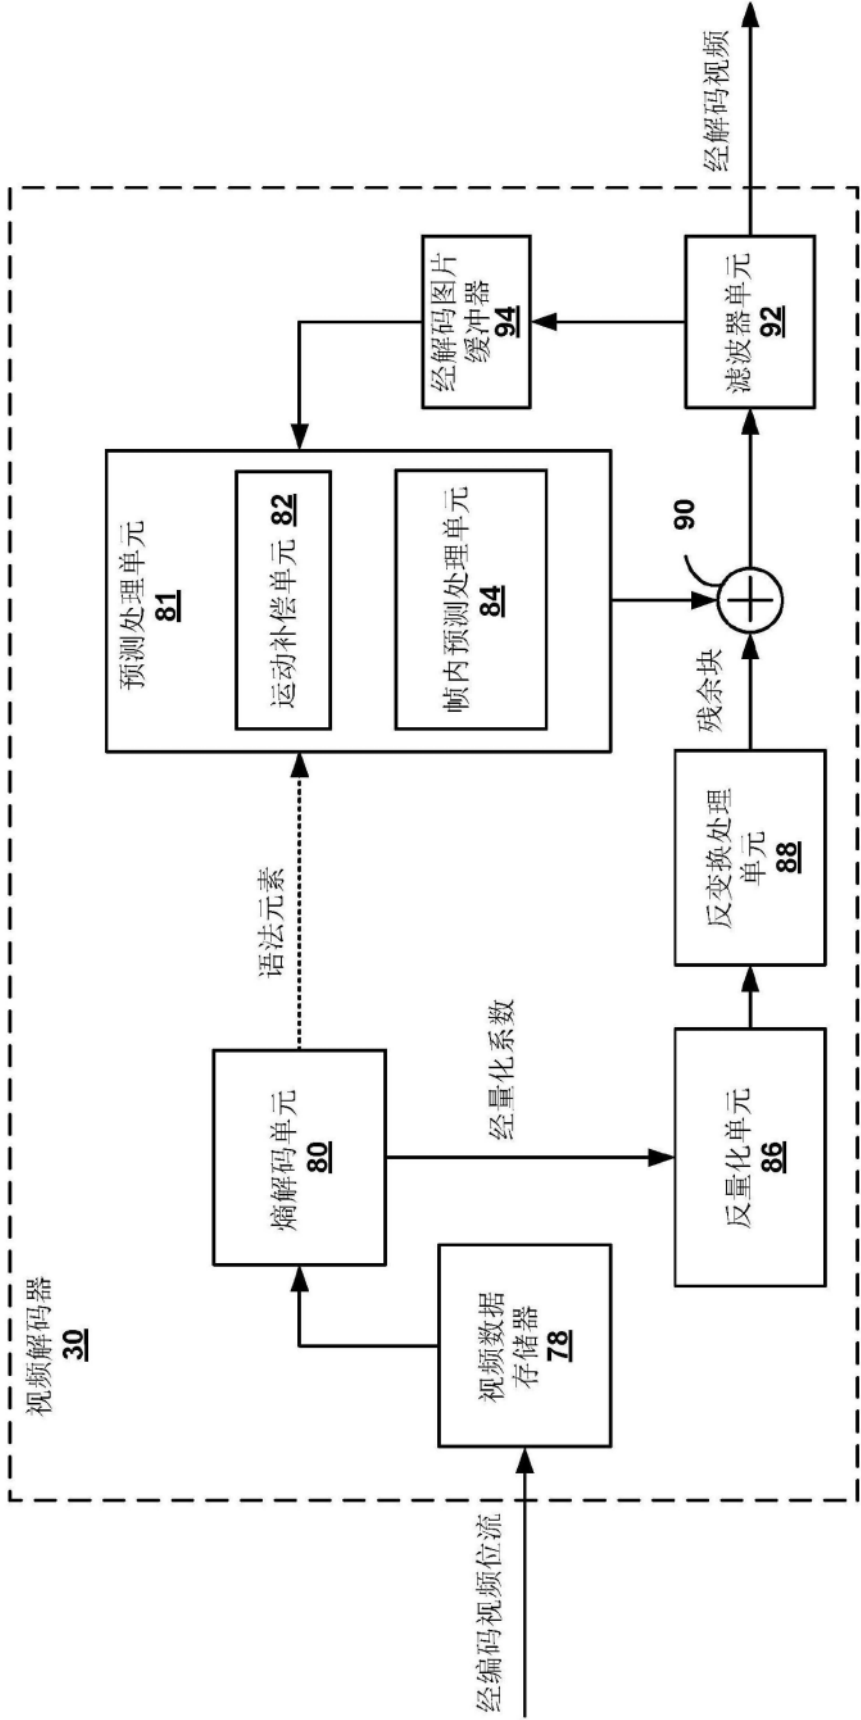 视频解码器
30
经编码视频位流
视频数据
存储器
78
熵解码单元
80
语法元素
经量化系数
预测处理单元
81
运动补偿单元 82
帧内预测处理单元
84
反量化单元
86
反变换处理
单元
88
残余块
90
经解码图片
缓冲器
94
滤波器单元
92
经解码视频